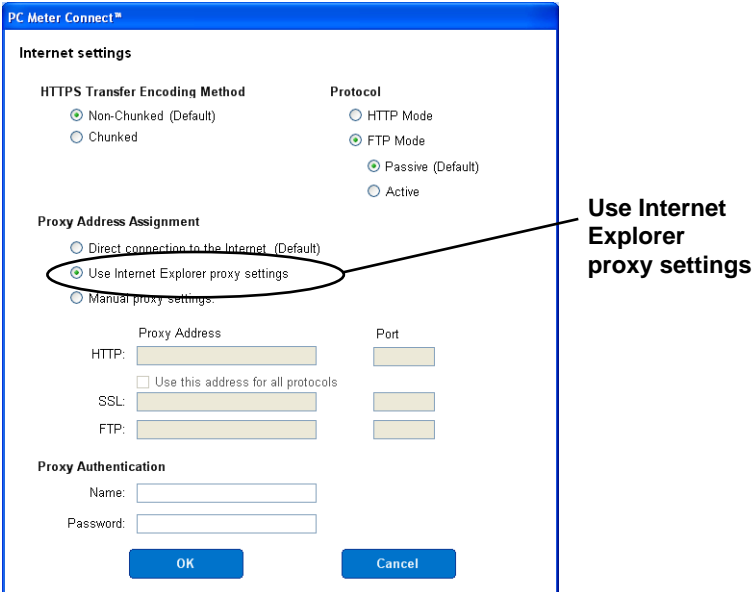 PC Meter Connect™
Internet settings
HTTPS Transfer Encoding Method
Non-Chunked (Default)
Chunked
Protocol
HTTP Mode
FTP Mode
Passive (Default)
Active
Proxy Address Assignment
Direct connection to the Internet (Default)
Use Internet Explorer proxy settings
Manual proxy settings:
Use Internet
Explorer
proxy settings
Proxy Address Port
HTTP:
Use this address for all protocols
SSL:
FTP:
Proxy Authentication
Name:
Password:
OK Cancel